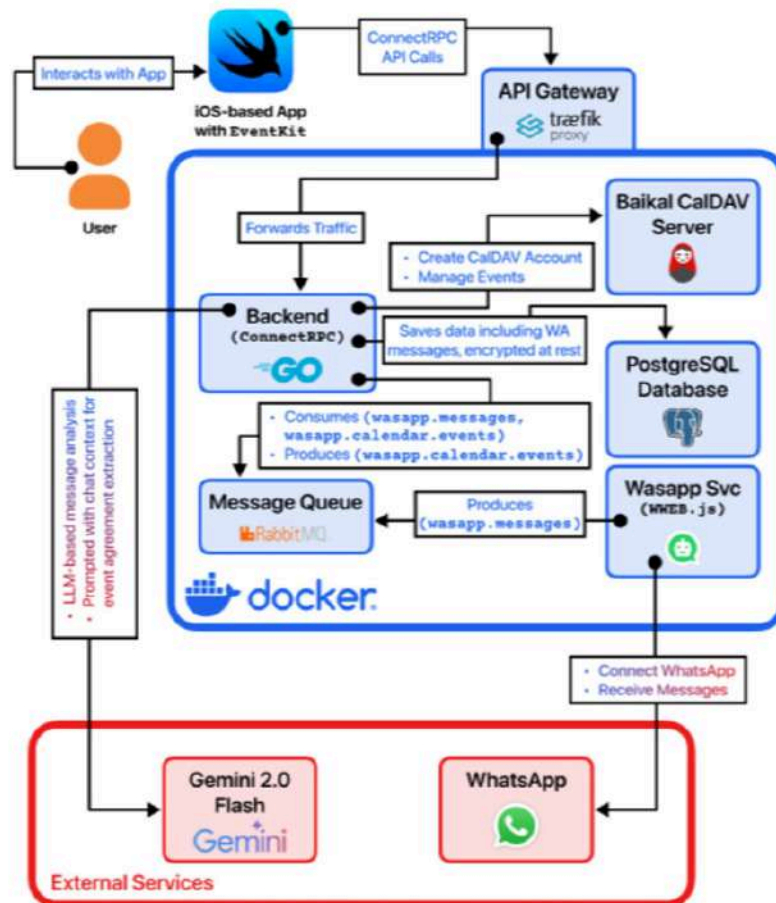 Interacts with App
ConnectRPC
API Calls
iOS-based App
with EventKit
API Gateway
træfik
proxy
User
Forwards Traffic
Baikal CalDAV
Server
• Create CalDAV Account
• Manage Events
Backend
(ConnectRPC)
GO
Saves data including WA
messages, encrypted at rest
PostgreSQL
Database
• LLM-based message analysis
• Prompted with chat context for
event agreement extraction
• Consumes (wasapp.messages,
wasapp.calendar.events)
• Produces (wasapp.calendar.events)
Message Queue
RabbitMQ
Produces
(wasapp.messages)
Wasapp Svc
(WWEB.js)
docker
• Connect WhatsApp
• Receive Messages
Gemini 2.0
Flash
Gemini
WhatsApp
External Services